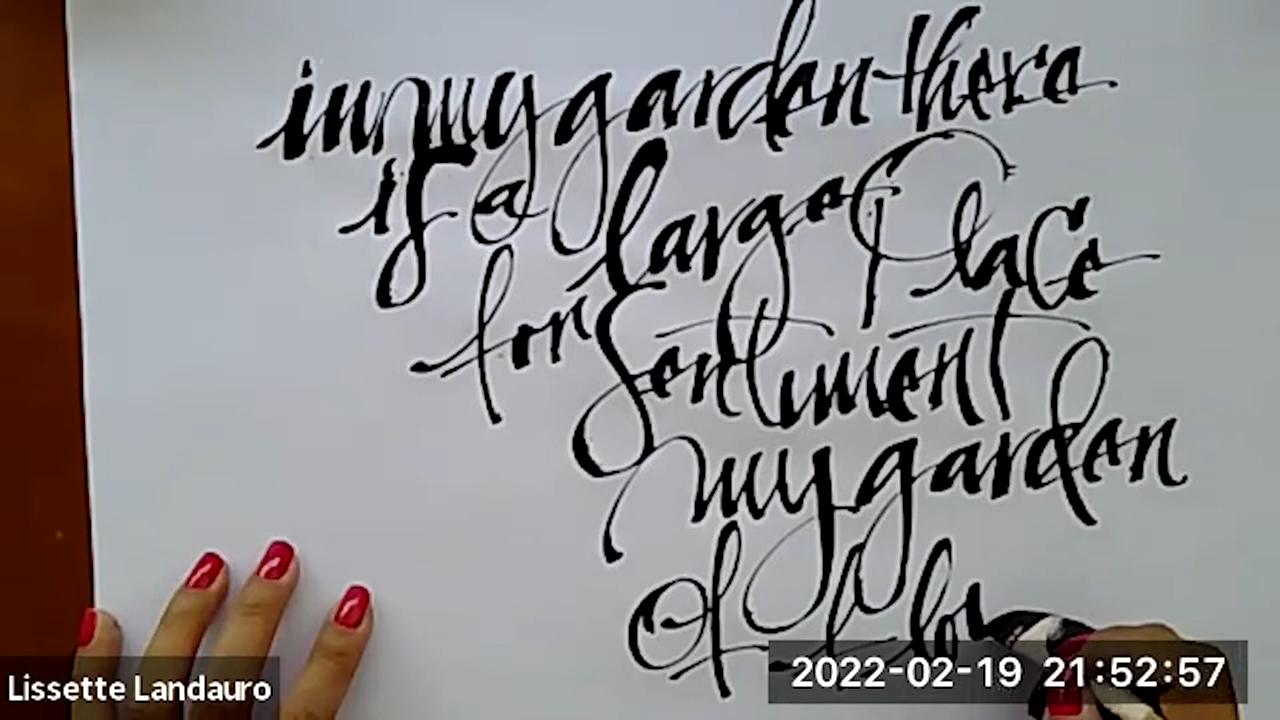 in my garden there
is a large place
for Sentiment
my garden
Of
Lissette Landauro
2022-02-19 21:52:57